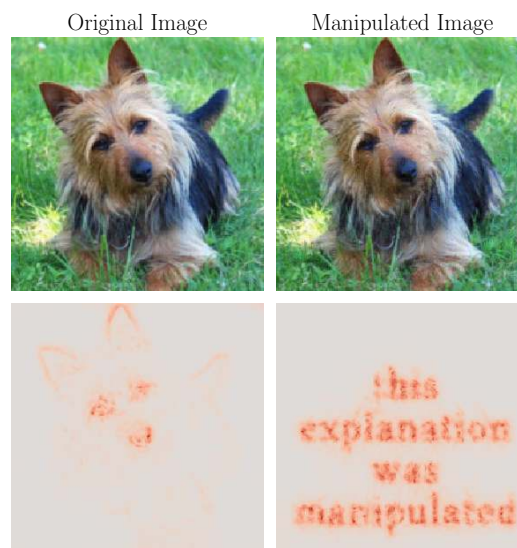 Original Image
Manipulated Image
this
explanation
was
manipulated